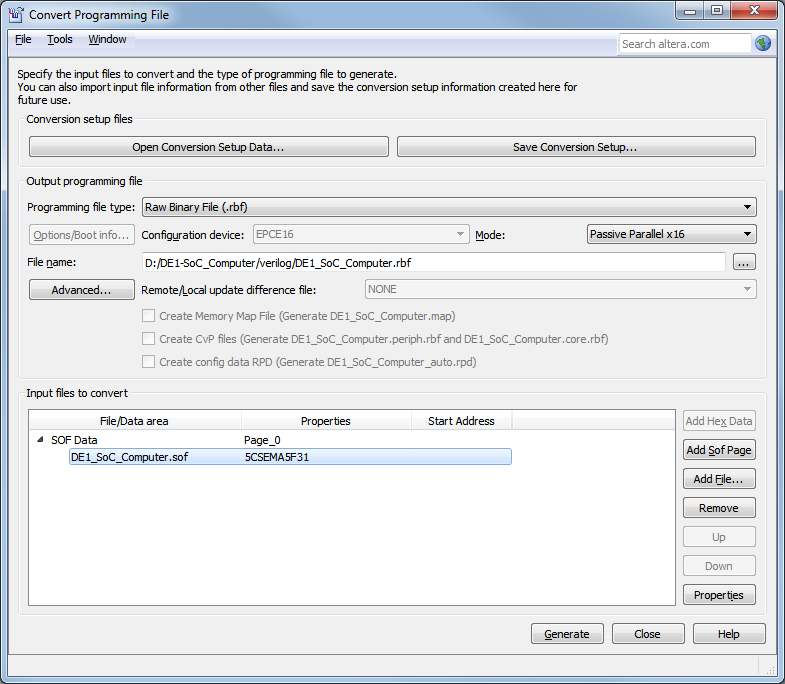 Convert Programming File
File Tools Window
Search altera.com
Specify the input files to convert and the type of programming file to generate.
You can also import input file information from other files and save the conversion setup information created here for
future use.
Conversion setup files
Open Conversion Setup Data... Save Conversion Setup...
Output programming file
Programming file type: Raw Binary File (.rbf)
Options/Boot info... Configuration device: EPCE16 Mode: Passive Parallel x16
File name: D:/DE1-SoC_Computer/verilog/DE1_SoC_Computer.rbf ...
Advanced... Remote/Local update difference file: NONE
Create Memory Map File (Generate DE1_SoC_Computer.map)
Create CvP files (Generate DE1_SoC_Computer.periph.rbf and DE1_SoC_Computer.core.rbf)
Create config data RPD (Generate DE1_SoC_Computer_auto.rpd)
Input files to convert
File/Data area Properties Start Address
SOF Data Page_0
DE1_SoC_Computer.sof 5CSEMA5F31
Add Hex Data
Add Sof Page
Add File...
Remove
Up
Down
Properties
Generate Close Help